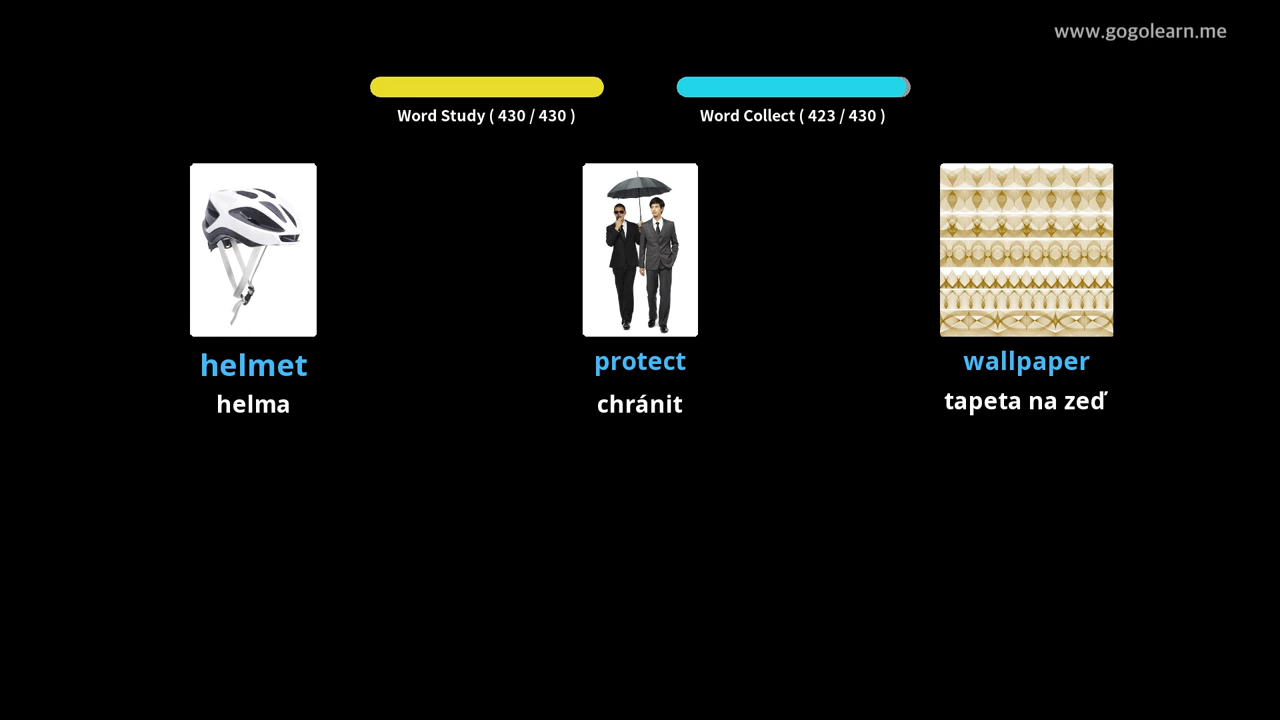 www.gogolearn.me
Word Study ( 430 / 430 )
Word Collect ( 423 / 430 )
helmet
helma
protect
chránit
wallpaper
tapeta na zeď